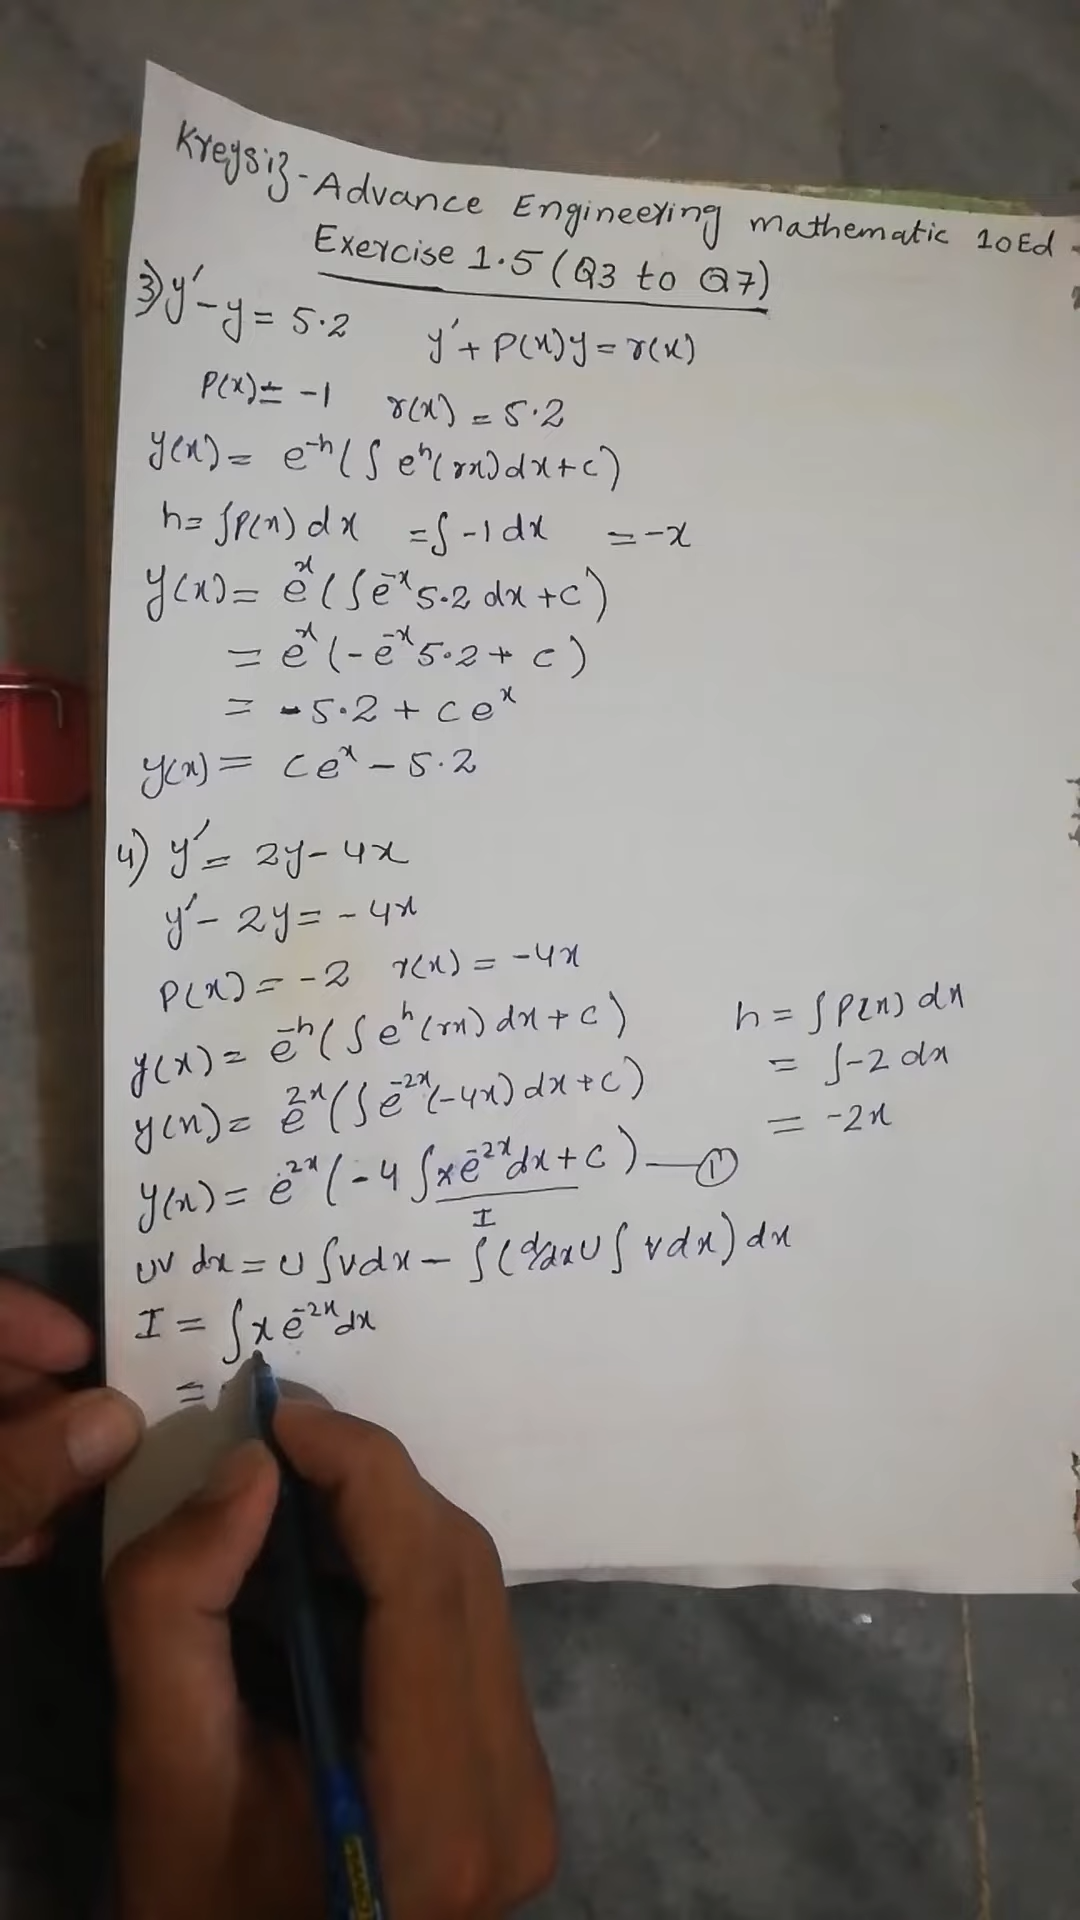 Kreysiz-Advance Engineering mathematic 10Ed
Exercise 1.5 (Q3 to Q7)
3) y′ - y = 5.2
y′ + P(x)y = r(x)
P(x) = -1 r(x) = 5.2
y(x) = e^-h (∫ e^h (rx) dx + c)
h = ∫P(x) dx = ∫ -1 dx = -x
y(x) = e^x (∫ e^-x 5.2 dx + c)
= e^x (-e^-x 5.2 + c)
= -5.2 + c e^x
y(x) = c e^x - 5.2
4) y′ = 2y - 4x
y′ - 2y = -4x
P(x) = -2 r(x) = -4x
y(x) = e^-h (∫ e^h (rx) dx + c)
h = ∫ P(x) dx
= ∫ -2 dx
= -2x
y(x) = e^2x (∫ e^-2x (-4x) dx + c)
y(x) = e^2x (-4 ∫ x e^-2x dx + c) — ①
I
UV dx = U ∫v dx - ∫ (d/dx U ∫ v dx) dx
I = ∫ x e^-2x dx
=